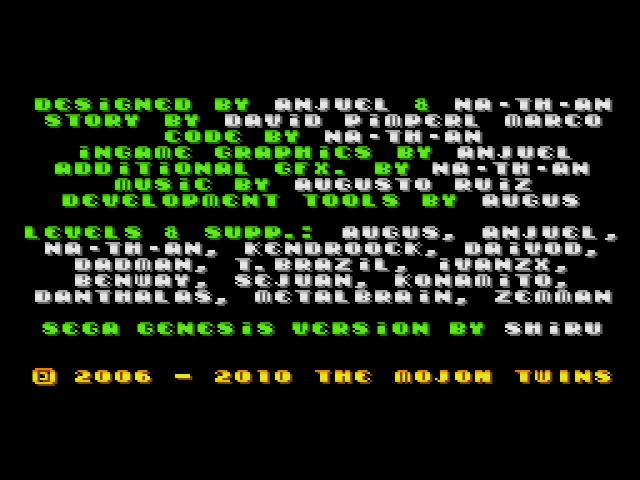 DESIGNED BY ANJUEL & NA-TH-AN
STORY BY DAViD PiMPERL MARCO
CODE BY NA-TH-AN
iNGAME GRAPHiCS BY ANJUEL
ADDiTiONAL GFX. BY NA-TH-AN
MUSiC BY AUGUSTO RUiZ
DEVELOPMENT TOOLS BY AUGUS
LEVELS & SUPP.: AUGUS, ANJUEL,
NA-TH-AN, KENDROOCK, DAiVOD,
DADMAN, T.BRAZiL, iVANZX,
BENWAY, SEJUAN, KONAMiTO,
DANTHALAS, METALBRAiN, ZEMMAN
SEGA GENESiS VERSiON BY SHiRU
© 2006 - 2010 THE MOJON TWiNS